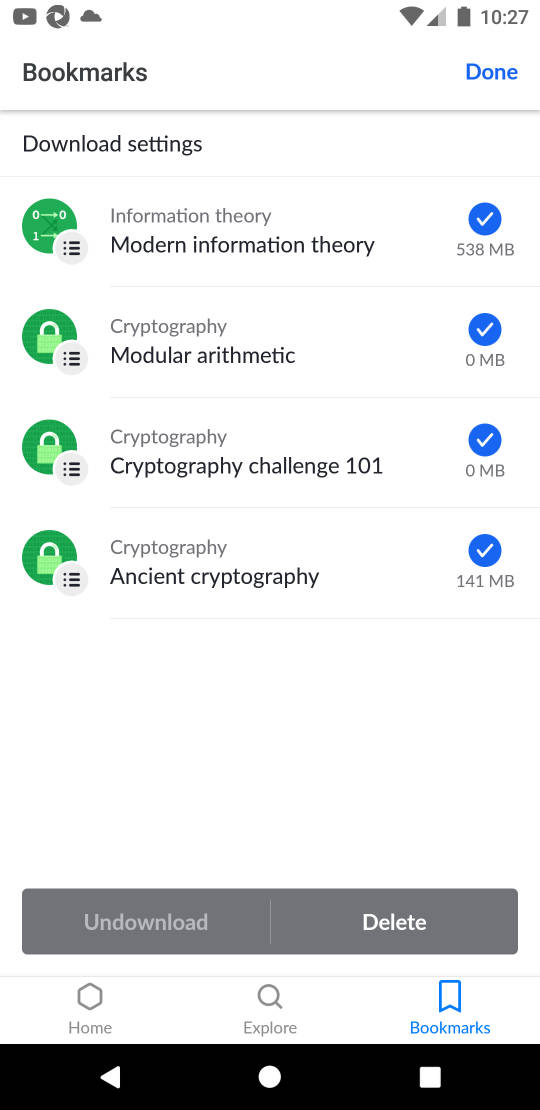 10:27
Bookmarks
Done
Download settings
0→0
1→
Information theory
Modern information theory
538 MB
Cryptography
Modular arithmetic
0 MB
Cryptography
Cryptography challenge 101
0 MB
Cryptography
Ancient cryptography
141 MB
Undownload
Delete
Home
Explore
Bookmarks